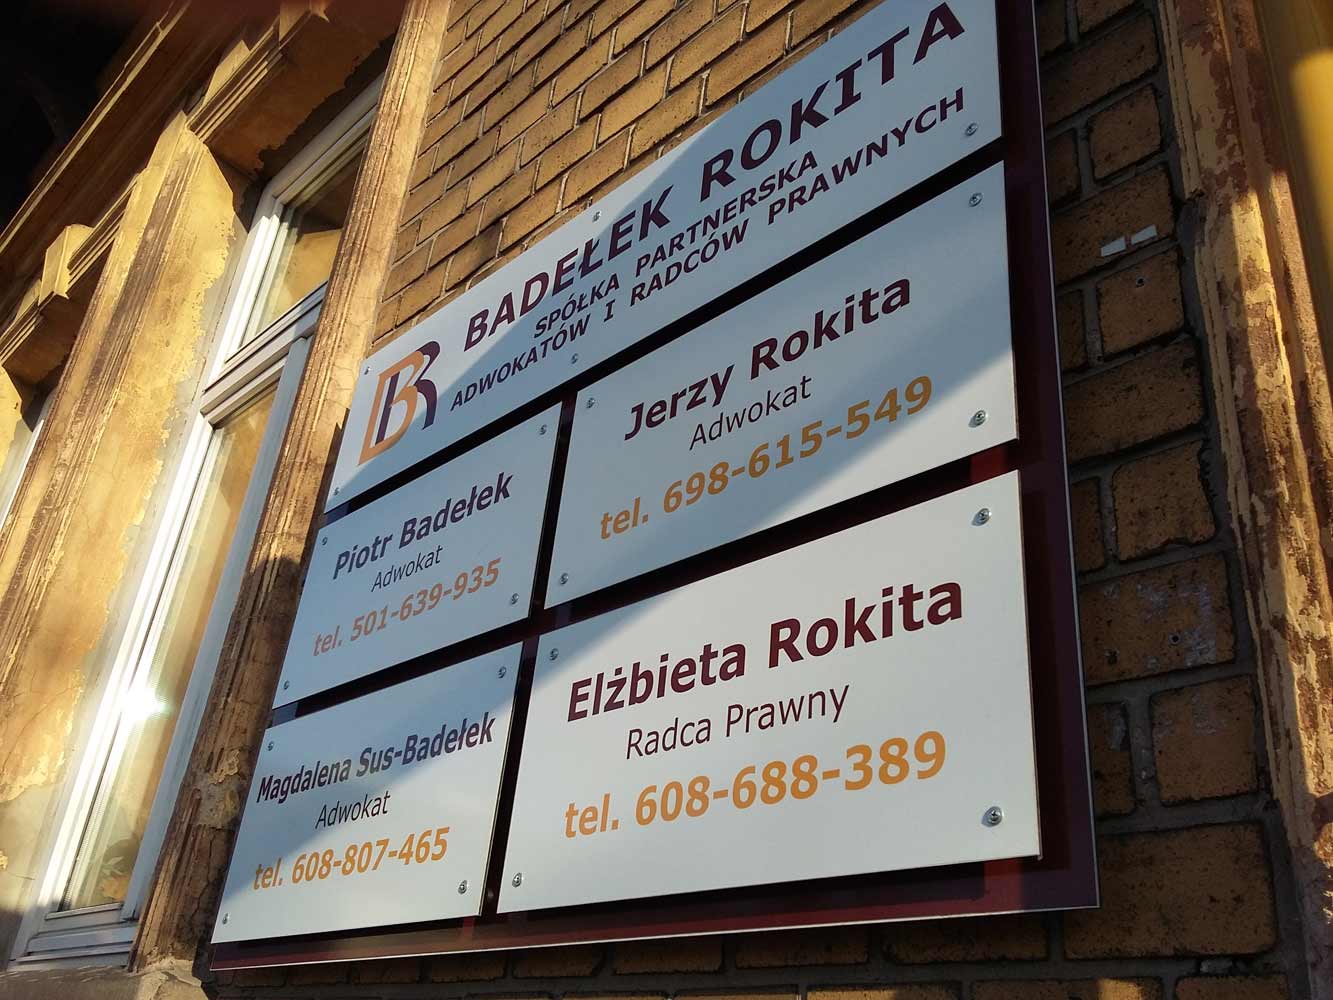 BADEŁEK ROKITA
SPÓŁKA PARTNERSKA
ADWOKATÓW I RADCÓW PRAWNYCH
BR
Piotr Badełek
Adwokat
tel. 501-639-935
Jerzy Rokita
Adwokat
tel. 698-615-549
Magdalena Sus-Badełek
Adwokat
tel. 608-807-465
Elżbieta Rokita
Radca Prawny
tel. 608-688-389